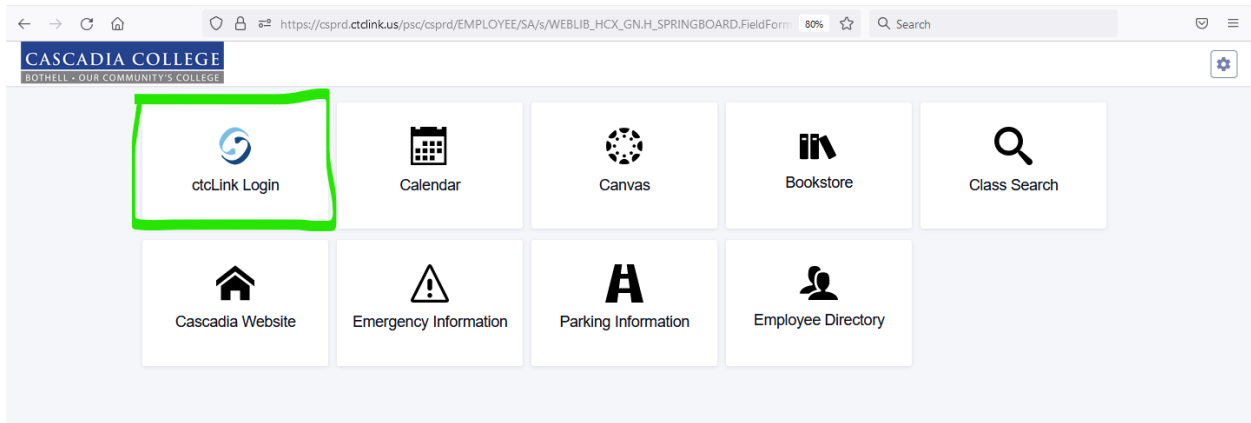 https://csprd.ctclink.us/psc/csprd/EMPLOYEE/SA/s/WEBLIB_HCX_GN.H_SPRINGBOARD.FieldForm 80% Search
CASCADIA COLLEGE
BOTHELL • OUR COMMUNITY'S COLLEGE
ctcLink Login Calendar Canvas Bookstore Class Search
Cascadia Website Emergency Information Parking Information Employee Directory